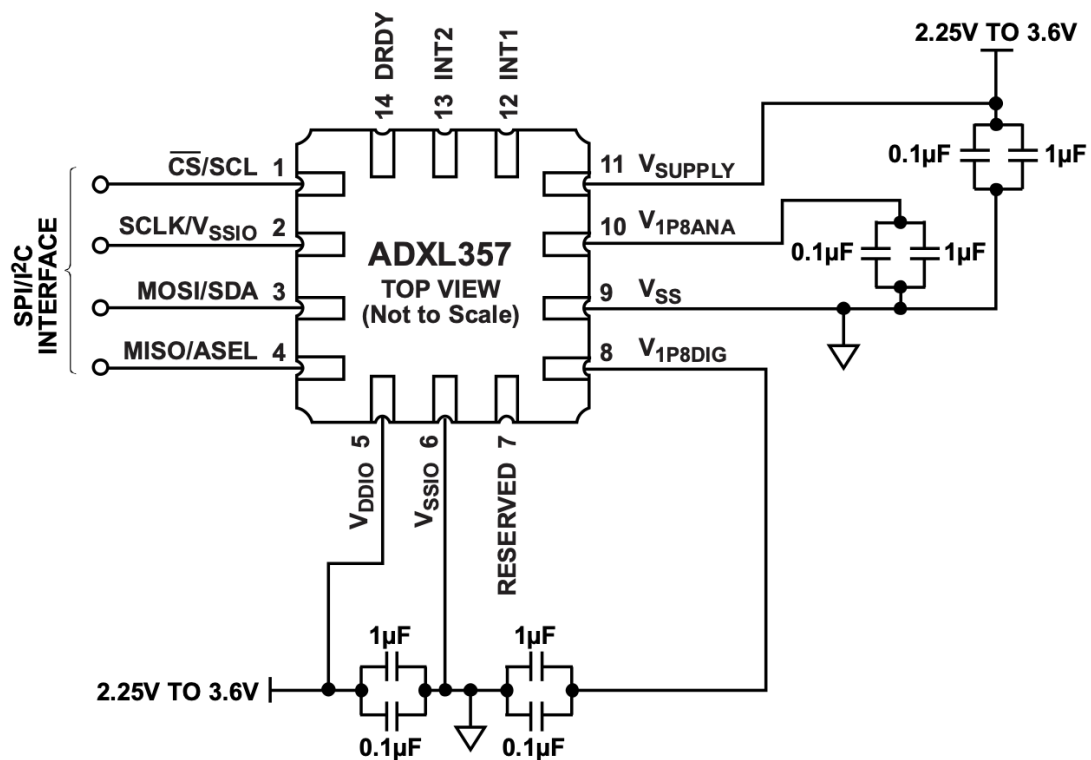 2.25V TO 3.6V
14 DRDY
13 INT2
12 INT1
SPI/I²C
INTERFACE
C̅S̅/SCL 1
SCLK/VSSIO 2
MOSI/SDA 3
MISO/ASEL 4
ADXL357
TOP VIEW
(Not to Scale)
11 VSUPPLY
10 V1P8ANA
9 VSS
8 V1P8DIG
0.1µF
1µF
0.1µF
1µF
VDDIO 5
VSSIO 6
RESERVED 7
1µF
1µF
2.25V TO 3.6V
0.1µF
0.1µF